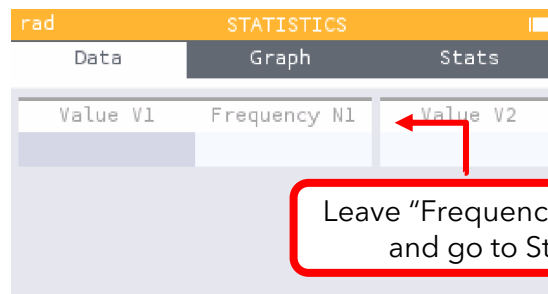 rad STATISTICS
Data Graph Stats
Value V1 Frequency N1 Value V2
Leave “Frequenc
and go to St